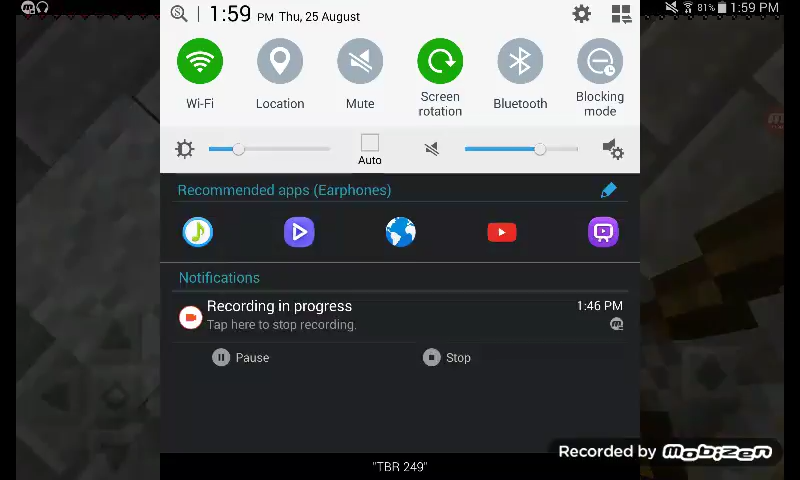 1:59 PM Thu, 25 August
81% 1:59 PM
Wi-Fi
Location
Mute
Screen
rotation
Bluetooth
Blocking
mode
Auto
Recommended apps (Earphones)
Notifications
Recording in progress
1:46 PM
Tap here to stop recording.
Pause
Stop
Recorded by mobizen
"TBR 249"